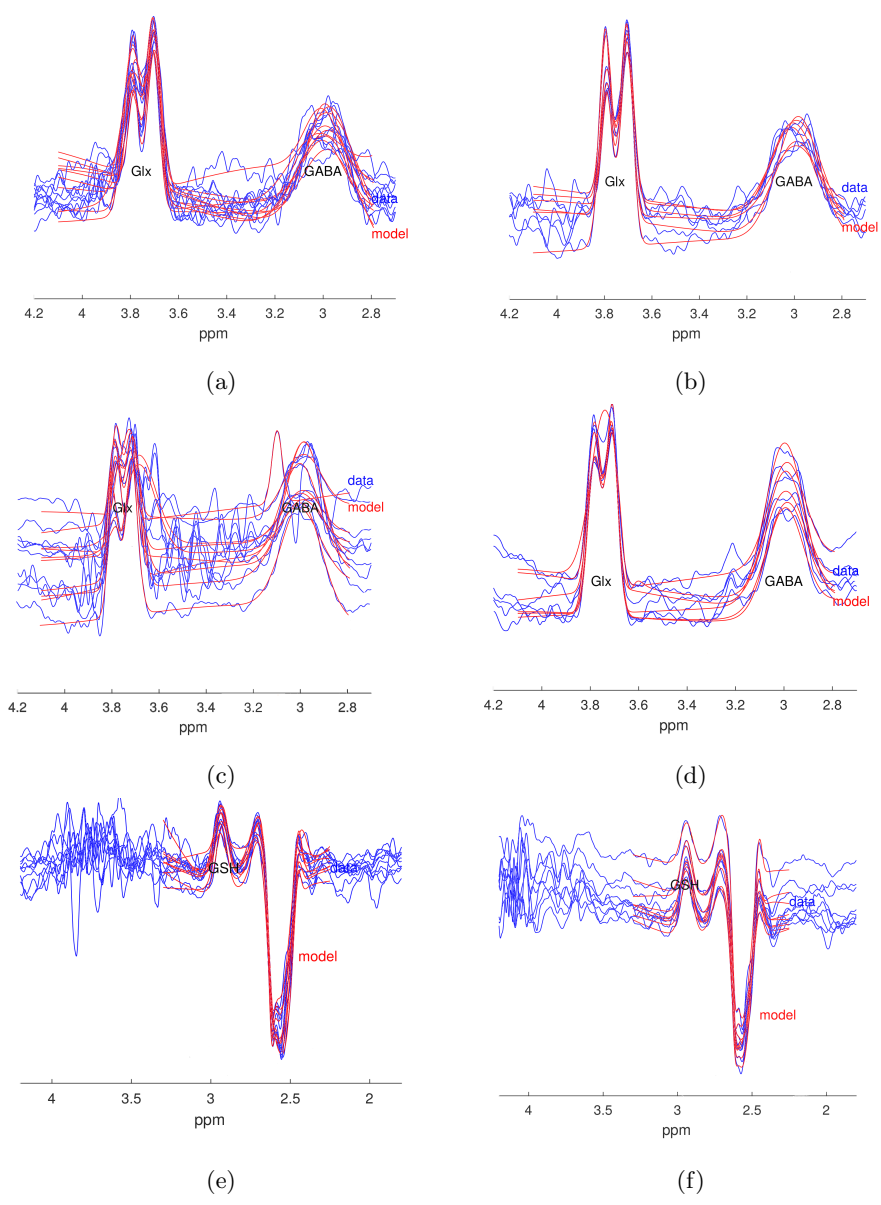 Glx
GABA
data
model
4.2 4 3.8 3.6 3.4 3.2 3 2.8
ppm
(a)
Glx
GABA
data
model
4.2 4 3.8 3.6 3.4 3.2 3 2.8
ppm
(b)
data
Glx
GABA
model
4.2 4 3.8 3.6 3.4 3.2 3 2.8
ppm
(c)
data
Glx
GABA
model
4.2 4 3.8 3.6 3.4 3.2 3 2.8
ppm
(d)
GSH
data
model
4 3.5 3 2.5 2
ppm
(e)
GSH
data
model
4 3.5 3 2.5 2
ppm
(f)